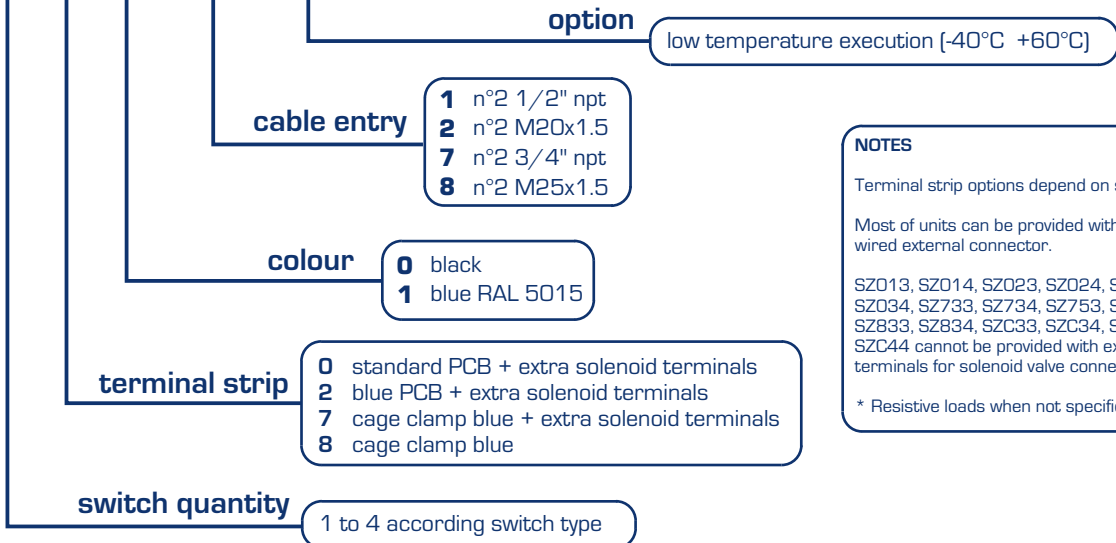 option
low temperature execution (-40°C +60°C)
cable entry
1 n°2 1/2" npt
2 n°2 M20x1.5
7 n°2 3/4" npt
8 n°2 M25x1.5
colour
0 black
1 blue RAL 5015
terminal strip
0 standard PCB + extra solenoid terminals
2 blue PCB + extra solenoid terminals
7 cage clamp blue + extra solenoid terminals
8 cage clamp blue
switch quantity
1 to 4 according switch type
NOTES
Terminal strip options depend on
Most of units can be provided with
wired external connector.
SZ013, SZ014, SZ023, SZ024,
SZ034, SZ733, SZ734, SZ753,
SZ833, SZ834, SZC33, SZC34,
SZC44 cannot be provided with
terminals for solenoid valve
* Resistive loads when not